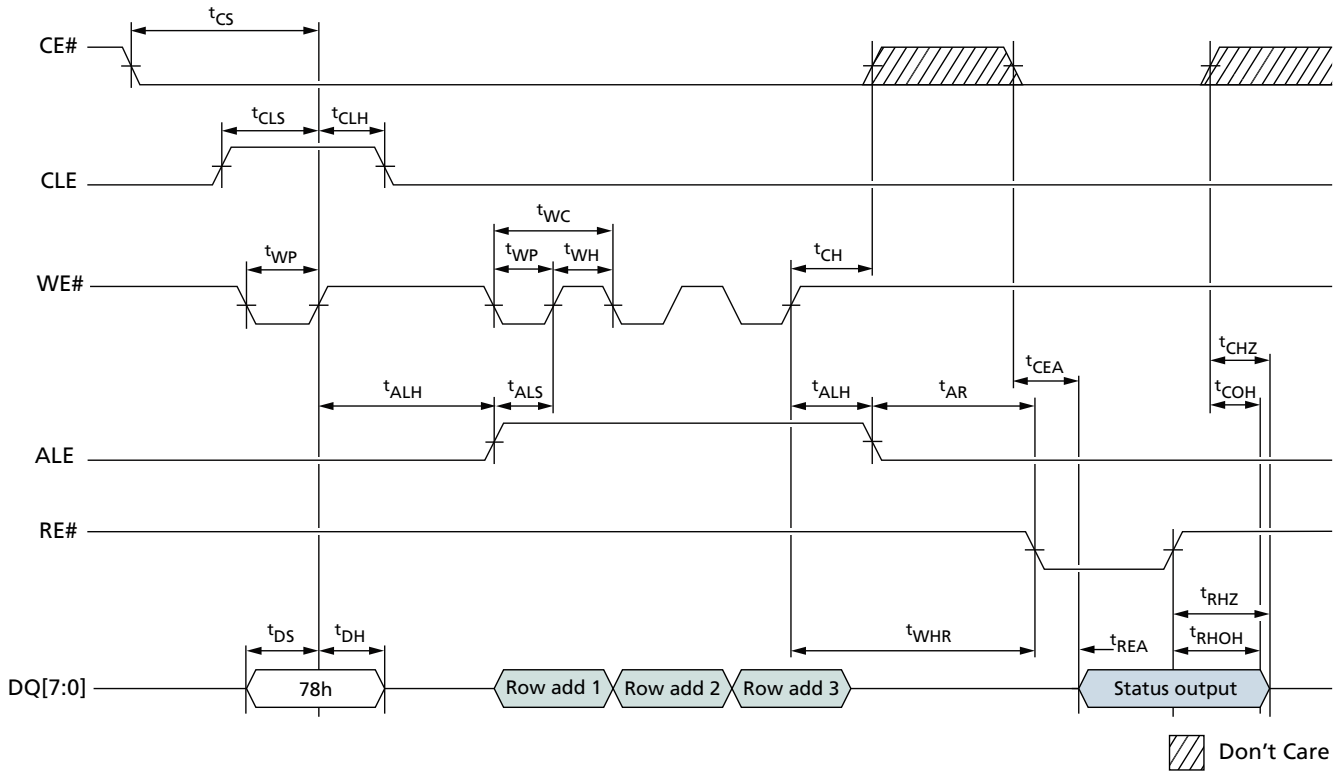 tCS
CE#
tCLS tCLH
CLE
tWC
tWP tWP tWH tCH
WE#
tCHZ
tCEA
tALH tALS tALH tAR tCOH
ALE
RE#
tRHZ
tDS tDH tWHR tREA tRHOH
DQ[7:0] 78h Row add 1 Row add 2 Row add 3 Status output
Don't Care